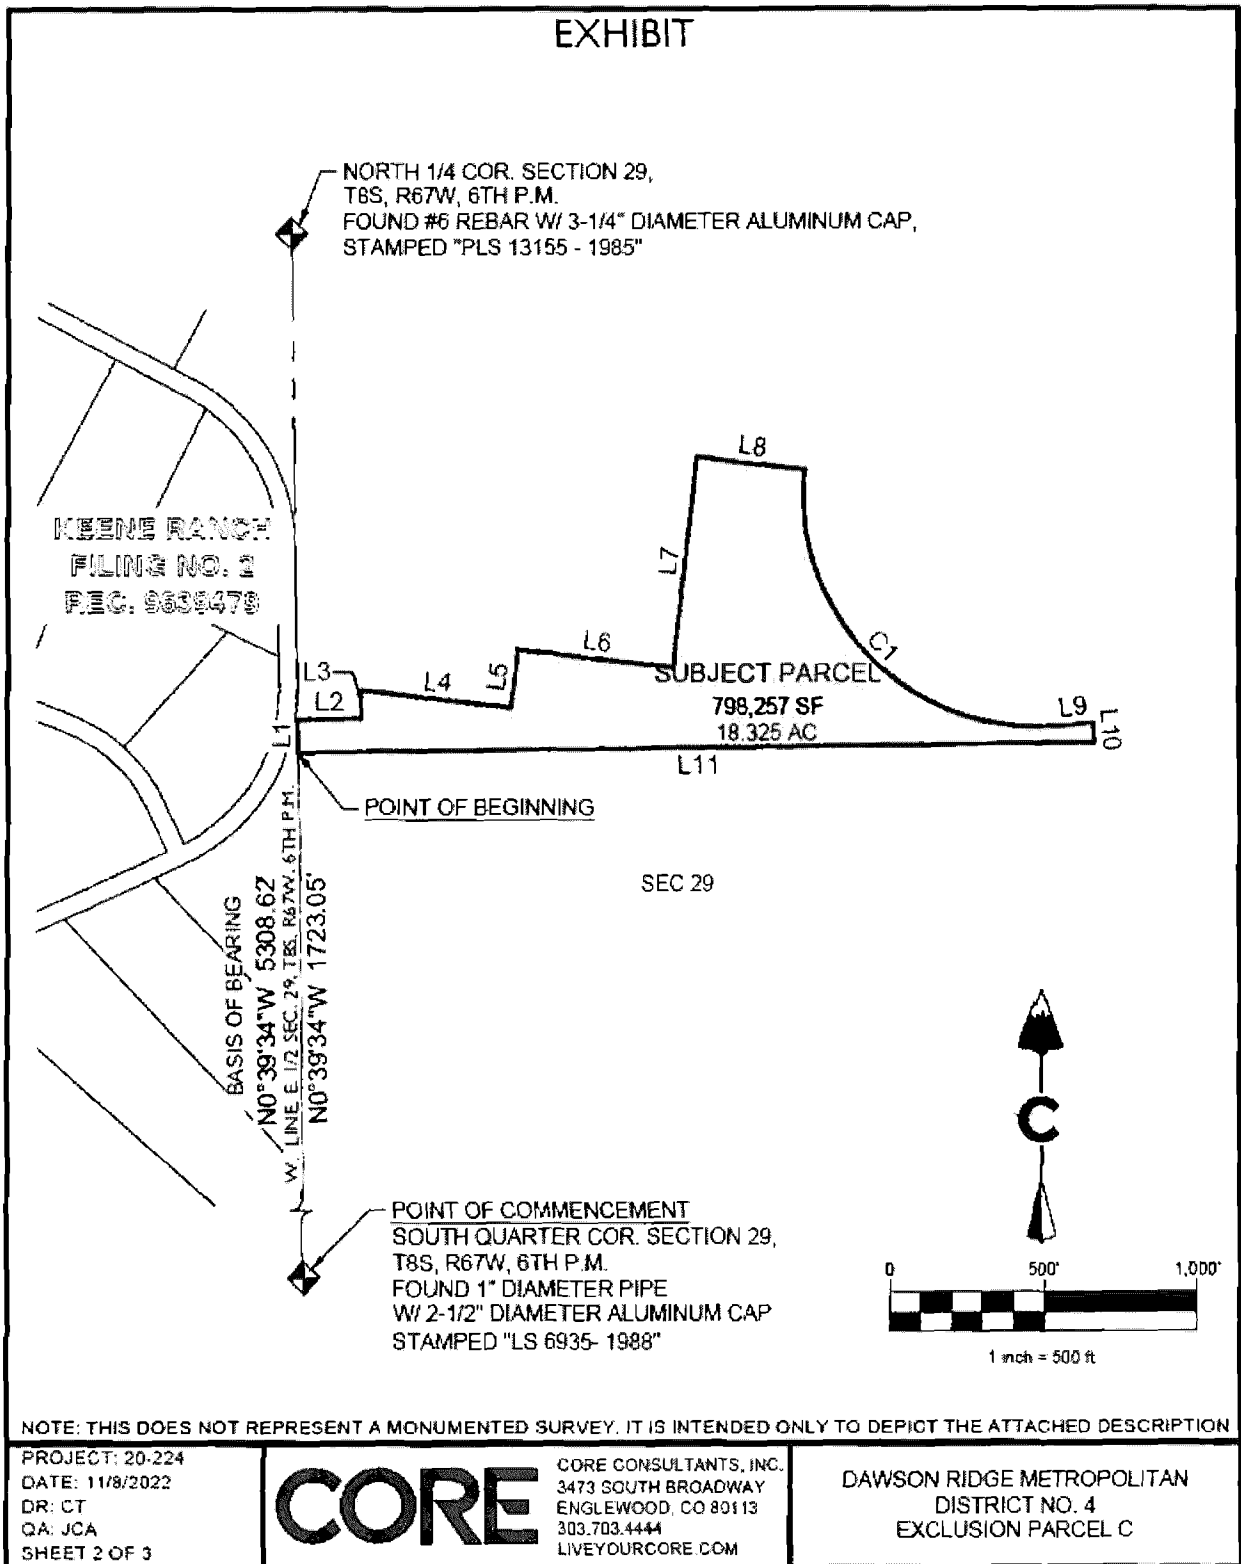 EXHIBIT
NORTH 1/4 COR. SECTION 29,
T8S, R67W, 6TH P.M.
FOUND #6 REBAR W/ 3-1/4" DIAMETER ALUMINUM CAP,
STAMPED "PLS 13155 - 1985"
KEENE RANCH
FILING NO. 2
REC: 9639479
L8
L7
L6
L5
L4
L3
L2
L1
C1
L9
L10
L11
SUBJECT PARCEL
798,257 SF
18.325 AC
POINT OF BEGINNING
SEC 29
BASIS OF BEARING
N0°39'34"W 5308.62'
W. LINE E. 1/2 SEC. 29, T8S, R67W, 6TH P.M.
N0°39'34"W 1723.05'
C
POINT OF COMMENCEMENT
SOUTH QUARTER COR. SECTION 29,
T8S, R67W, 6TH P.M.
FOUND 1" DIAMETER PIPE
W/ 2-1/2" DIAMETER ALUMINUM CAP
STAMPED "LS 6935- 1988"
0 500' 1,000'
1 inch = 500 ft
NOTE: THIS DOES NOT REPRESENT A MONUMENTED SURVEY. IT IS INTENDED ONLY TO DEPICT THE ATTACHED DESCRIPTION
PROJECT: 20-224
DATE: 11/8/2022
DR: CT
QA: JCA
SHEET 2 OF 3
CORE
CORE CONSULTANTS, INC.
3473 SOUTH BROADWAY
ENGLEWOOD, CO 80113
303.703.4444
LIVEYOURCORE.COM
DAWSON RIDGE METROPOLITAN
DISTRICT NO. 4
EXCLUSION PARCEL C